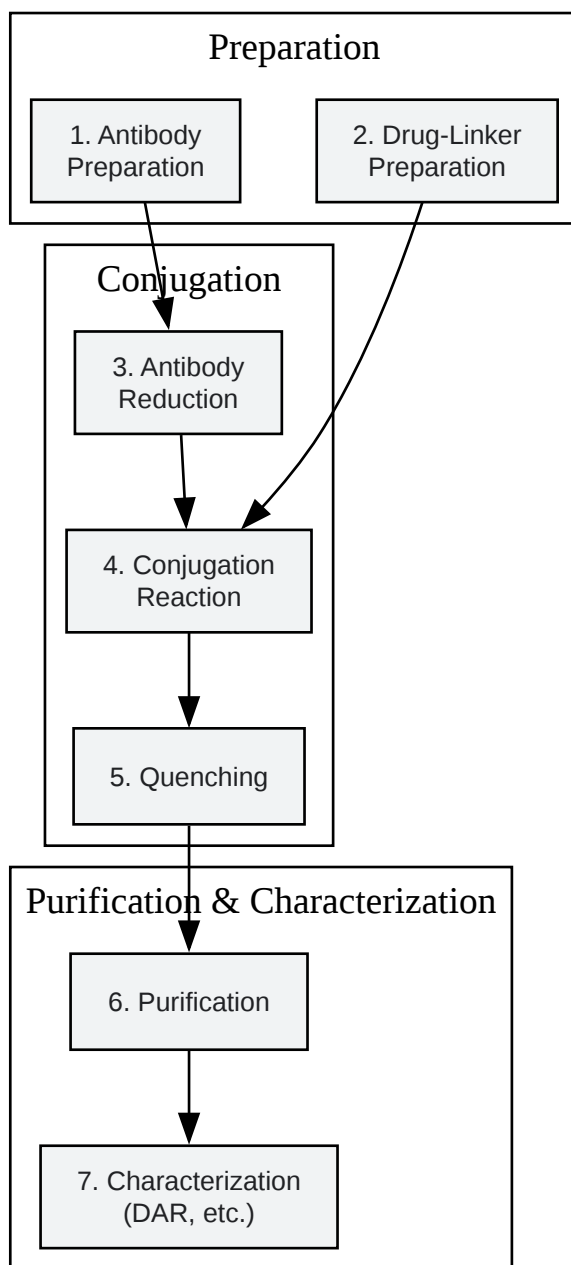 Preparation
1. Antibody
Preparation
2. Drug-Linker
Preparation
Conjugation
3. Antibody
Reduction
4. Conjugation
Reaction
5. Quenching
Purification & Characterization
6. Purification
7. Characterization
(DAR, etc.)